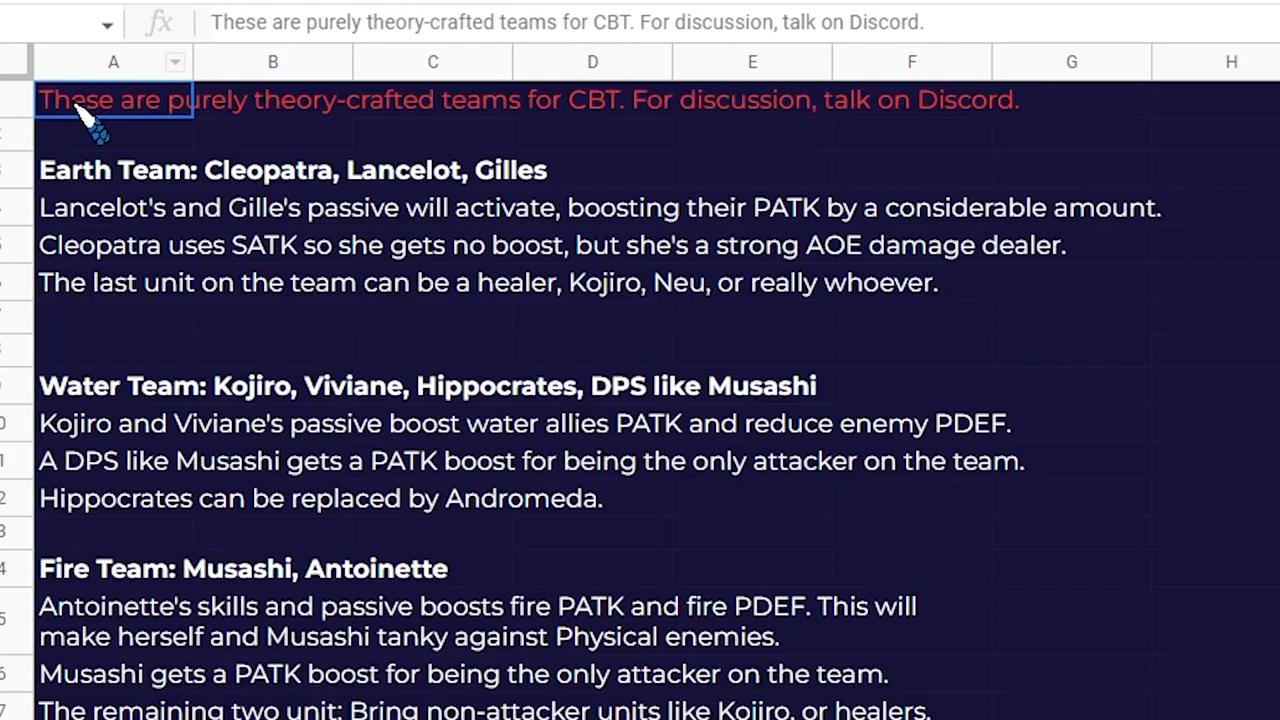 fx These are purely theory-crafted teams for CBT. For discussion, talk on Discord.
A B C D E F G H
These are purely theory-crafted teams for CBT. For discussion, talk on Discord.
Earth Team: Cleopatra, Lancelot, Gilles
Lancelot's and Gille's passive will activate, boosting their PATK by a considerable amount.
Cleopatra uses SATK so she gets no boost, but she's a strong AOE damage dealer.
The last unit on the team can be a healer, Kojiro, Neu, or really whoever.
Water Team: Kojiro, Viviane, Hippocrates, DPS like Musashi
Kojiro and Viviane's passive boost water allies PATK and reduce enemy PDEF.
A DPS like Musashi gets a PATK boost for being the only attacker on the team.
Hippocrates can be replaced by Andromeda.
Fire Team: Musashi, Antoinette
Antoinette's skills and passive boosts fire PATK and fire PDEF. This will
make herself and Musashi tanky against Physical enemies.
Musashi gets a PATK boost for being the only attacker on the team.
The remaining two unit: Bring non-attacker units like Kojiro, or healers.